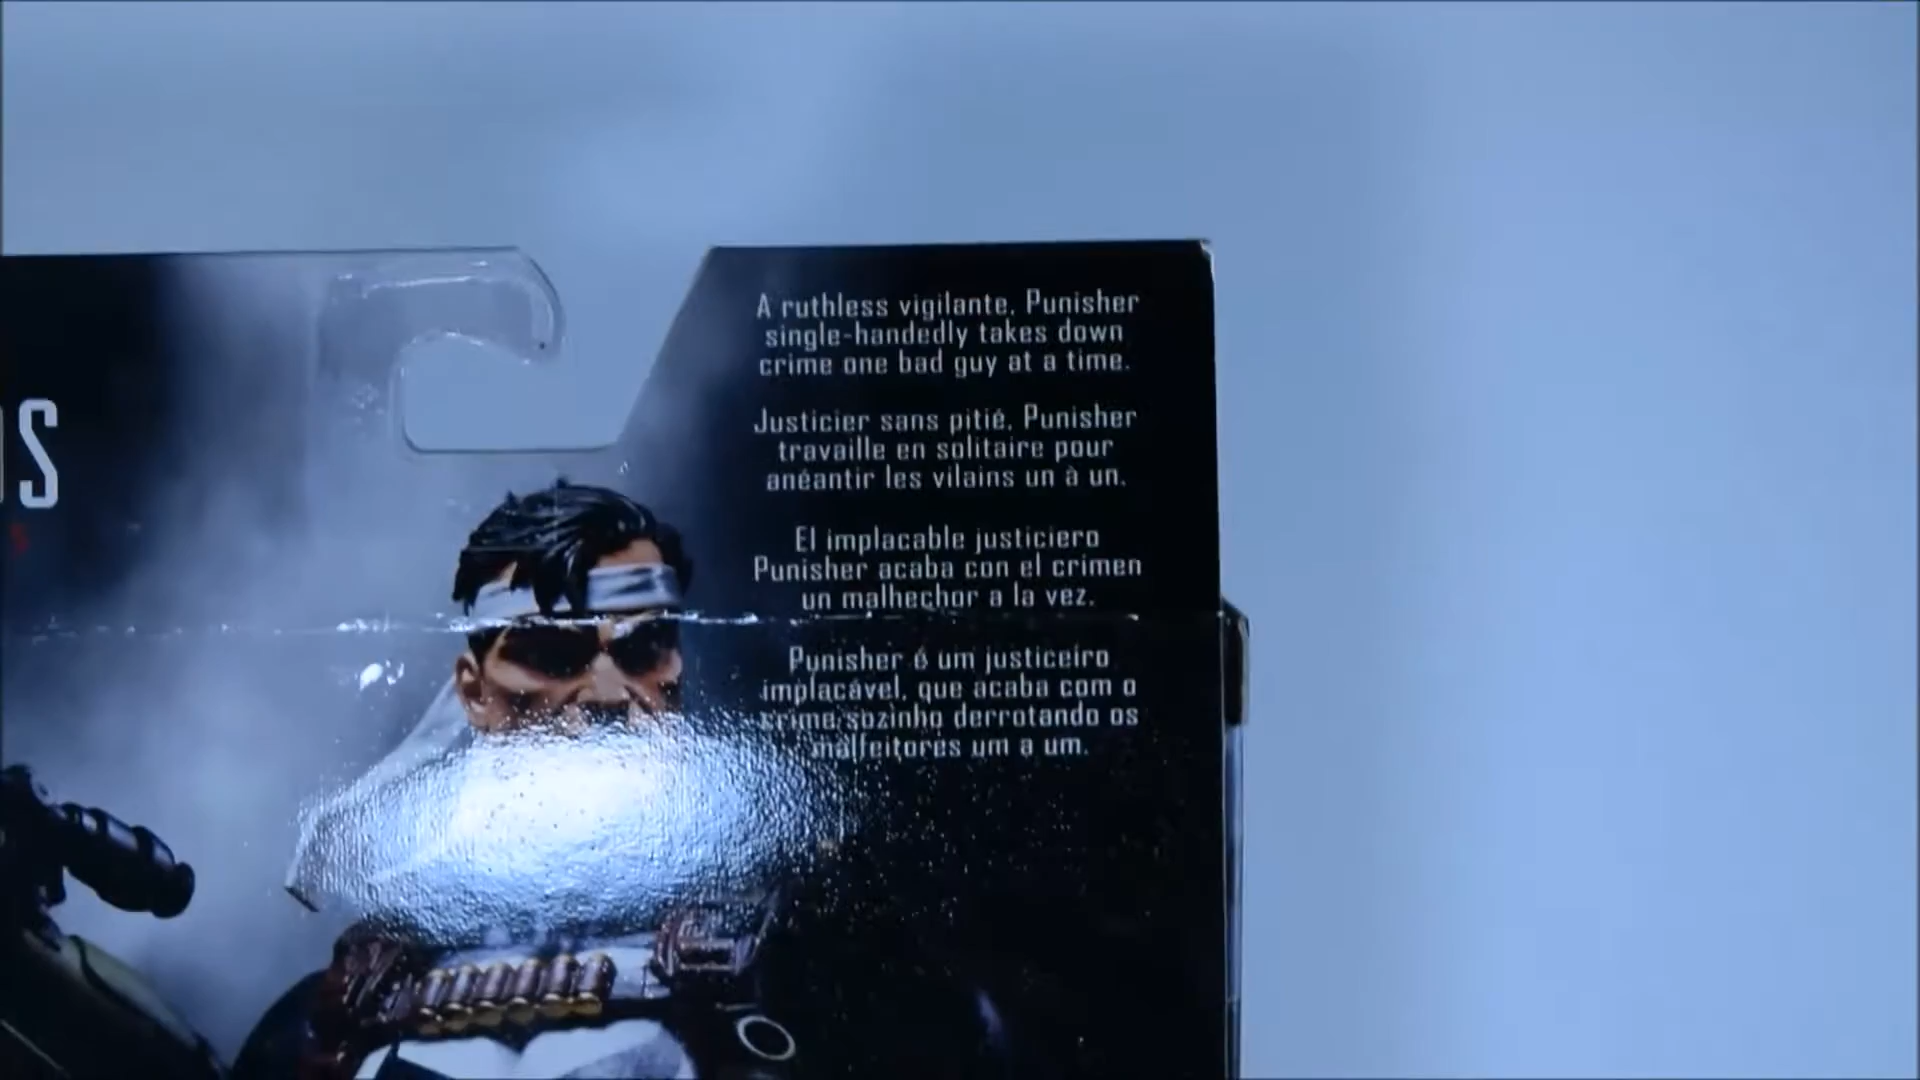 OS
A ruthless vigilante, Punisher
single-handedly takes down
crime one bad guy at a time.
Justicier sans pitié, Punisher
travaille en solitaire pour
anéantir les vilains un à un.
El implacable justiciero
Punisher acaba con el crimen
un malhechor a la vez.
Punisher é um justiceiro
implacável, que acaba com o
crime sozinho derrotando os
malfeitores um a um.